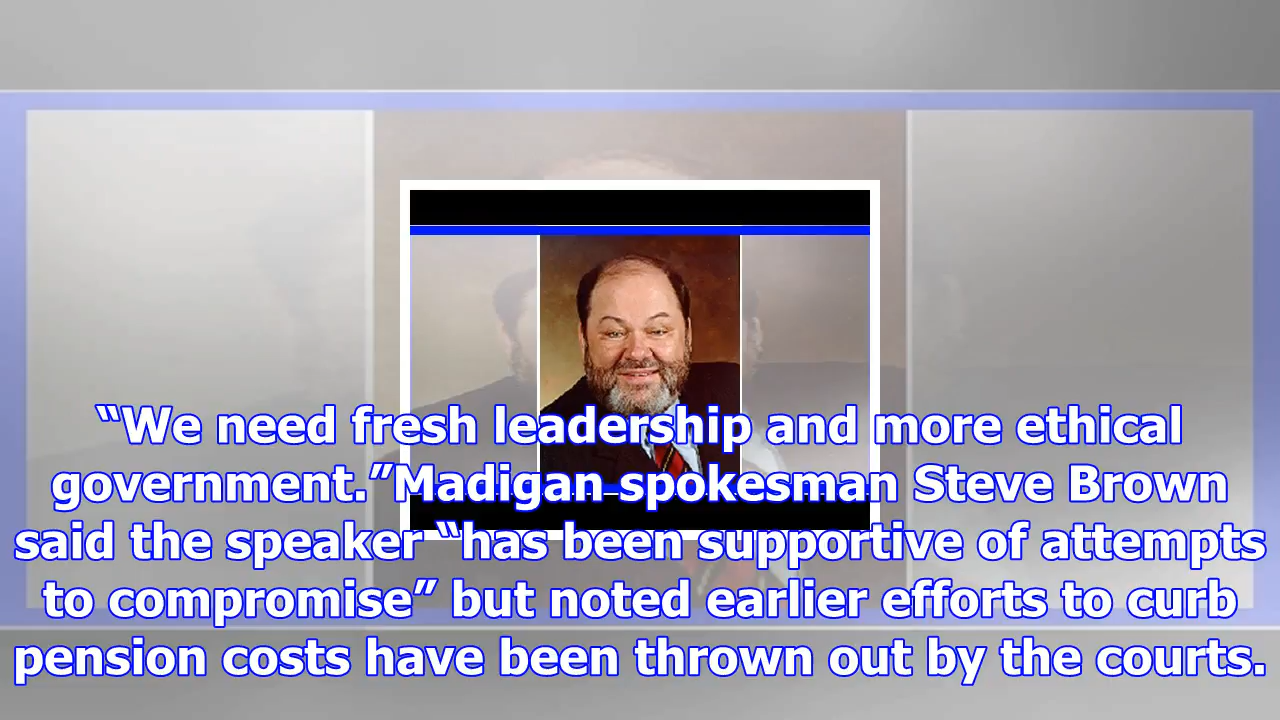 “We need fresh leadership and more ethical
government.”Madigan spokesman Steve Brown
said the speaker “has been supportive of attempts
to compromise” but noted earlier efforts to curb
pension costs have been thrown out by the courts.